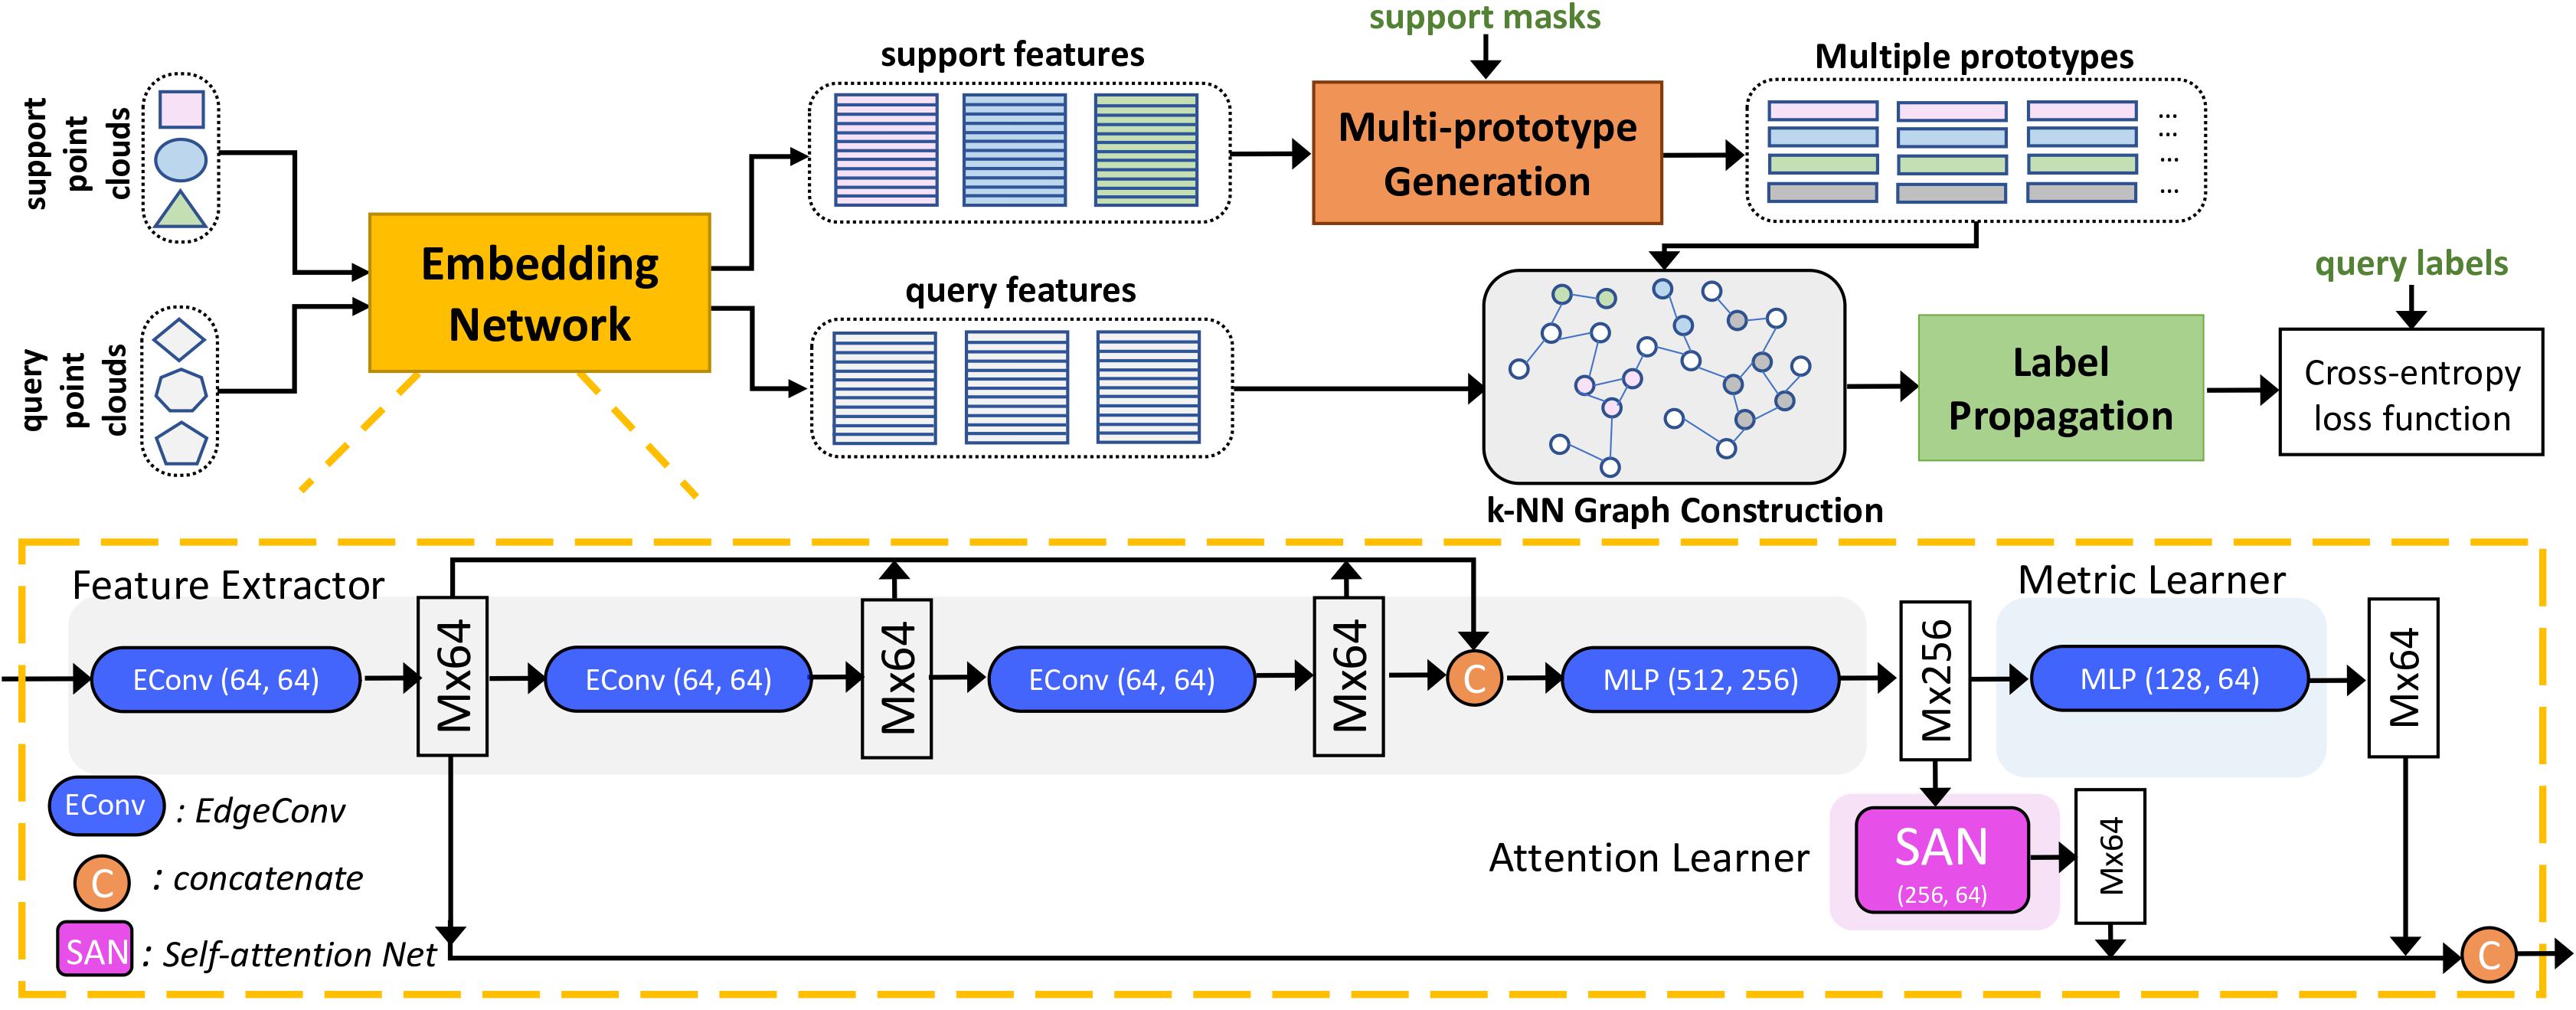 support masks
support features
Multiple prototypes
support
point
clouds
Multi-prototype
Generation
...
...
...
...
Embedding
Network
query features
query labels
query
point
clouds
Label
Propagation
Cross-entropy
loss function
k-NN Graph Construction
Feature Extractor
Metric Learner
EConv (64, 64)
Mx64
EConv (64, 64)
Mx64
EConv (64, 64)
Mx64
C
MLP (512, 256)
Mx256
MLP (128, 64)
Mx64
EConv : EdgeConv
C : concatenate
SAN : Self-attention Net
Attention Learner
SAN
(256, 64)
Mx64
C